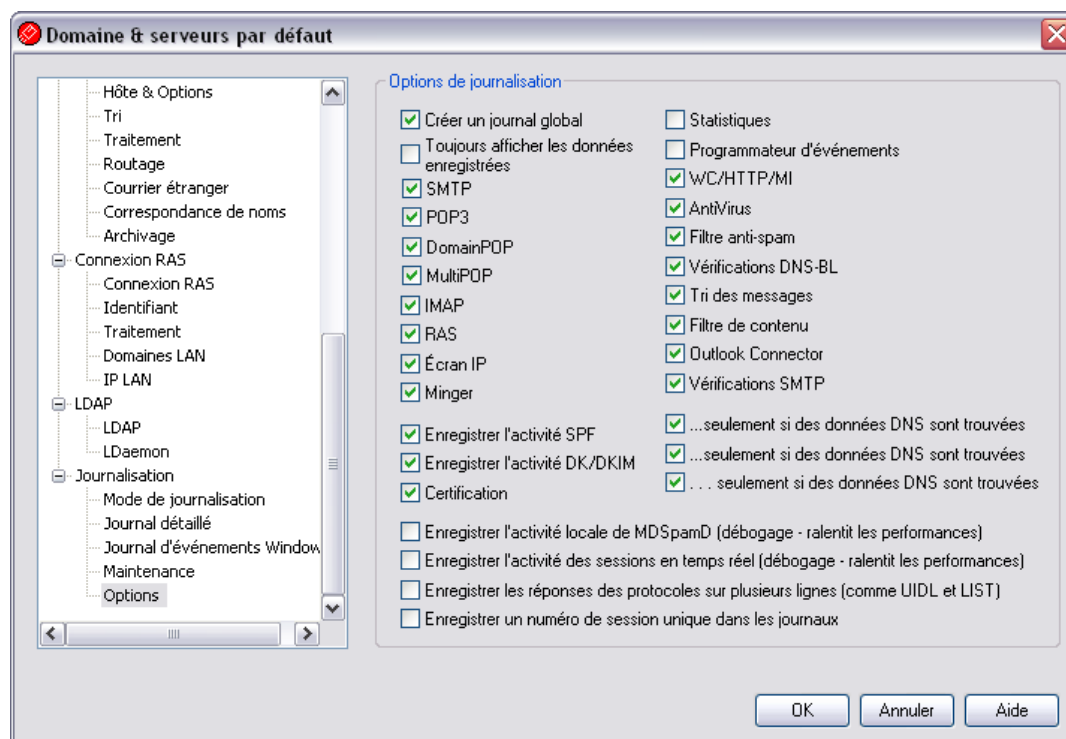 Domaine & serveurs par défaut
Hôte & Options
Tri
Traitement
Routage
Courrier étranger
Correspondance de noms
Archivage
Connexion RAS
Connexion RAS
Identifiant
Traitement
Domaines LAN
IP LAN
LDAP
LDAP
LDaemon
Journalisation
Mode de journalisation
Journal détaillé
Journal d'événements Window
Maintenance
Options
Options de journalisation
Créer un journal global
Toujours afficher les données
enregistrées
SMTP
POP3
DomainPOP
MultiPOP
IMAP
RAS
Écran IP
Minger
Enregistrer l'activité SPF
Enregistrer l'activité DK/DKIM
Certification
Statistiques
Programmateur d'événements
WC/HTTP/MI
AntiVirus
Filtre anti-spam
Vérifications DNS-BL
Tri des messages
Filtre de contenu
Outlook Connector
Vérifications SMTP
...seulement si des données DNS sont trouvées
...seulement si des données DNS sont trouvées
. . . seulement si des données DNS sont trouvées
Enregistrer l'activité locale de MDSpamD (débogage - ralentit les performances)
Enregistrer l'activité des sessions en temps réel (débogage - ralentit les performances)
Enregistrer les réponses des protocoles sur plusieurs lignes (comme UIDL et LIST)
Enregistrer un numéro de session unique dans les journaux
OK
Annuler
Aide